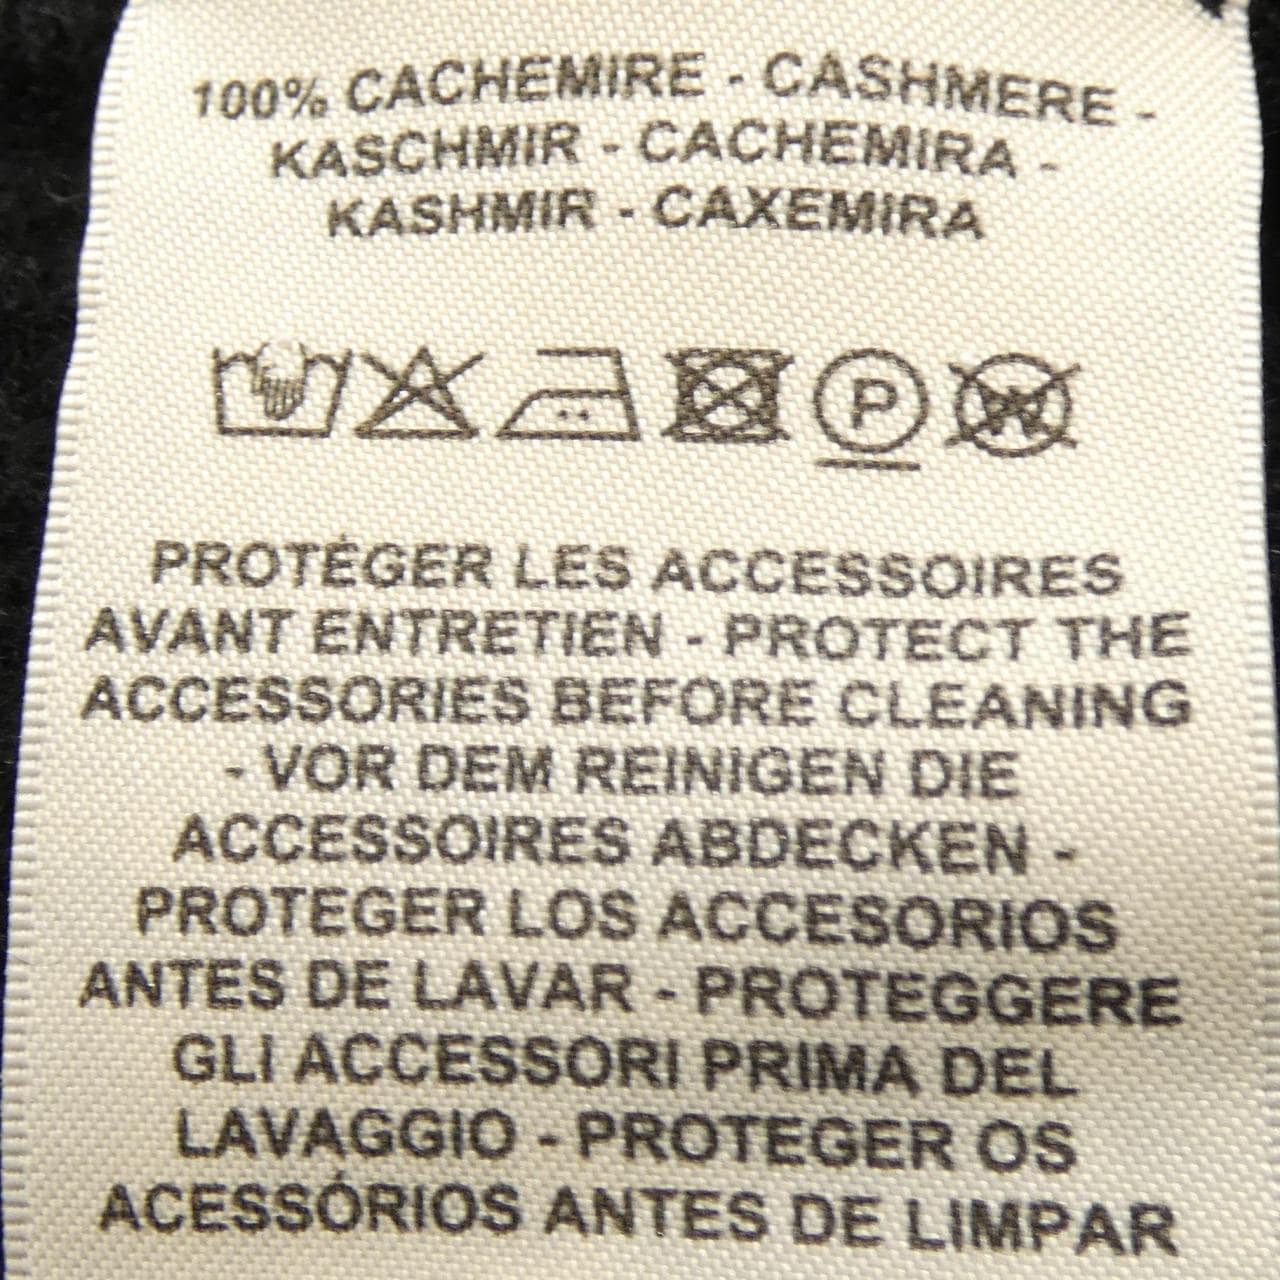 100% CACHEMIRE - CASHMERE -
KASCHMIR - CACHEMIRA -
KASHMIR - CAXEMIRA
P W
PROTÉGER LES ACCESSOIRES
AVANT ENTRETIEN - PROTECT THE
ACCESSORIES BEFORE CLEANING
- VOR DEM REINIGEN DIE
ACCESSOIRES ABDECKEN -
PROTEGER LOS ACCESORIOS
ANTES DE LAVAR - PROTEGGERE
GLI ACCESSORI PRIMA DEL
LAVAGGIO - PROTEGER OS
ACESSÓRIOS ANTES DE LIMPAR